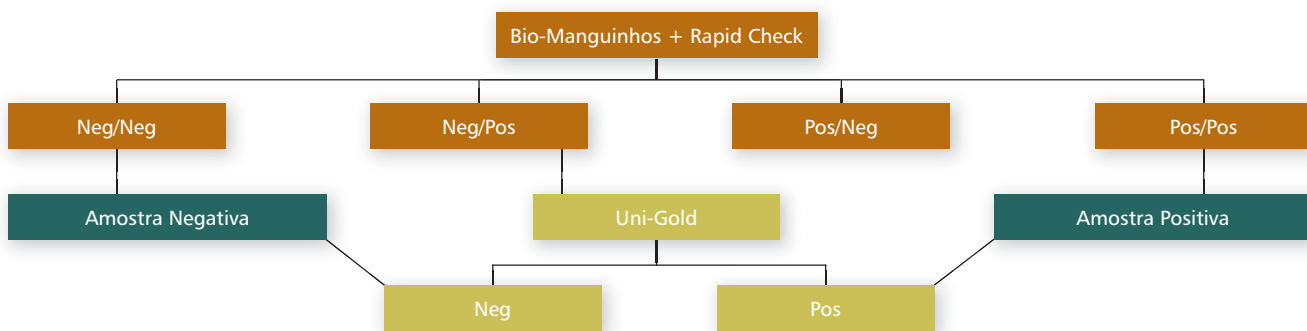 Bio-Manguinhos + Rapid Check
Neg/Neg
Neg/Pos
Pos/Neg
Pos/Pos
Amostra Negativa
Uni-Gold
Amostra Positiva
Neg
Pos